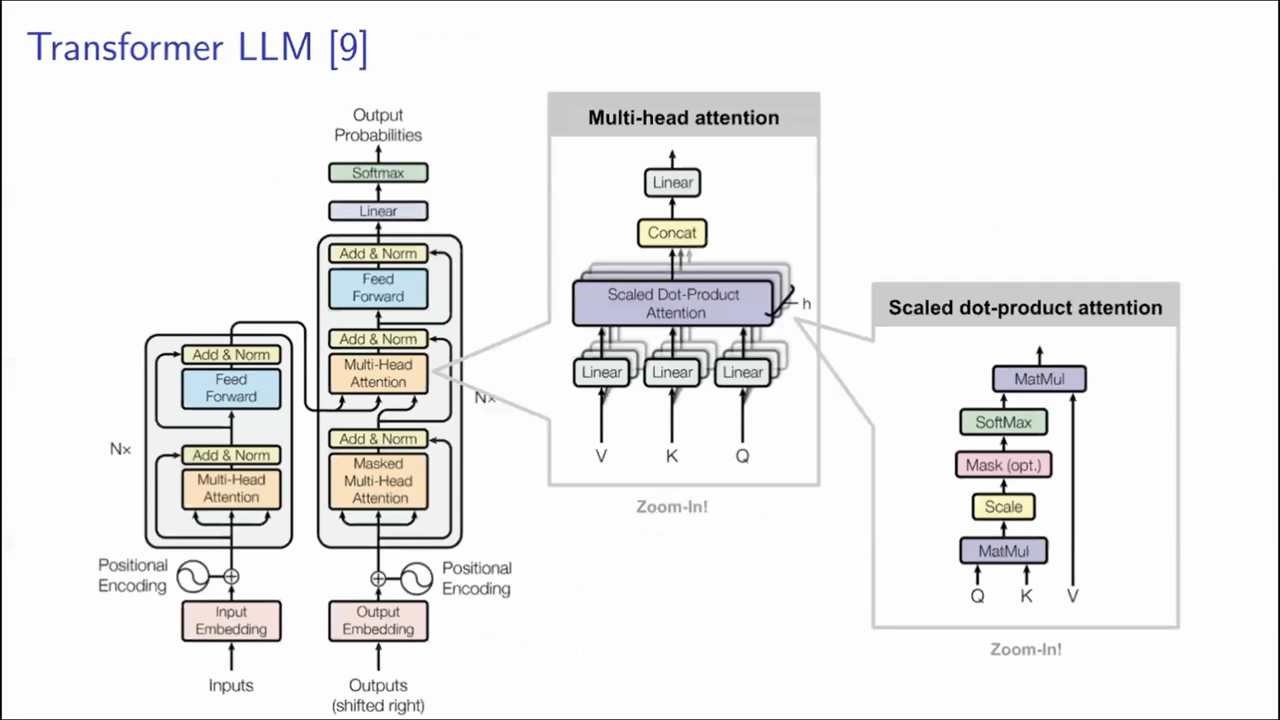 Transformer LLM [9]
Output
Probabilities
Softmax
Linear
Add & Norm
Feed
Forward
Add & Norm
Multi-Head
Attention
Add & Norm
Masked
Multi-Head
Attention
Nx
Add & Norm
Feed
Forward
Add & Norm
Multi-Head
Attention
Nx
Positional
Encoding
Positional
Encoding
Input
Embedding
Output
Embedding
Inputs
Outputs
(shifted right)
Multi-head attention
Linear
Concat
Scaled Dot-Product
Attention
h
Linear
Linear
Linear
V
K
Q
Zoom-In!
Scaled dot-product attention
MatMul
SoftMax
Mask (opt.)
Scale
MatMul
Q
K
V
Zoom-In!